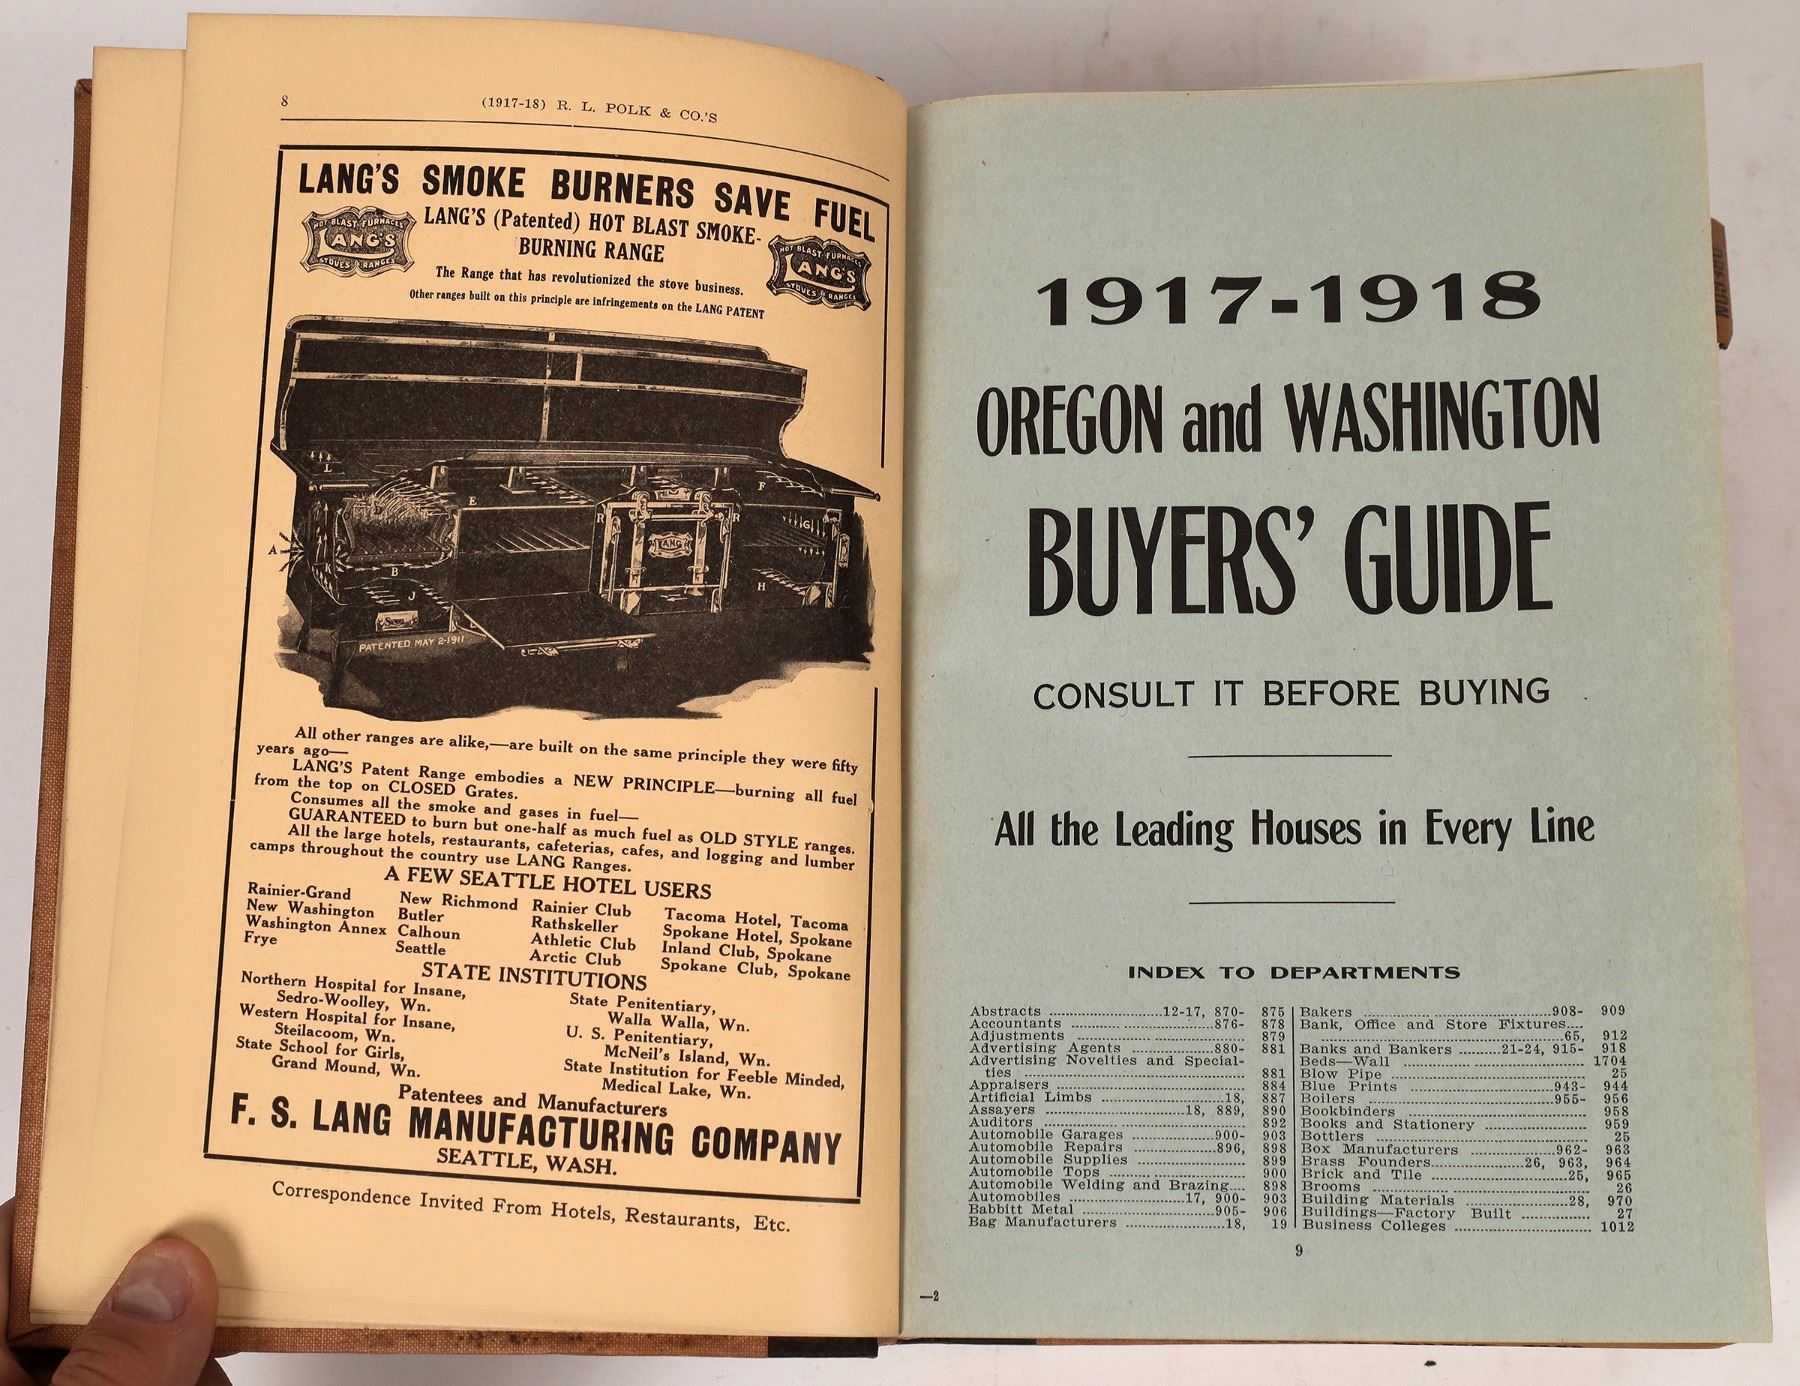 8
(1917-18) R. L. POLK & CO.'S
LANG'S SMOKE BURNERS SAVE FUEL
LANG'S (Patented) HOT BLAST SMOKE-
BURNING RANGE
HOT BLAST FURNACES
LANG'S
STOVES & RANGES
HOT BLAST FURNACES
LANG'S
STOVES & RANGES
The Range that has revolutionized the stove business.
Other ranges built on this principle are infringements on the LANG PATENT
L
D
E
F
R
R
G
LANG
A
K
B
J
H
PATENTED MAY 2-1911
All other ranges are alike,—are built on the same principle they were fifty
years ago—
LANG'S Patent Range embodies a NEW PRINCIPLE—burning all fuel
from the top on CLOSED Grates.
Consumes all the smoke and gases in fuel—
GUARANTEED to burn but one-half as much fuel as OLD STYLE ranges.
All the large hotels, restaurants, cafeterias, cafes, and logging and lumber
camps throughout the country use LANG Ranges.
A FEW SEATTLE HOTEL USERS
Rainier-Grand New Richmond Rainier Club Tacoma Hotel, Tacoma
New Washington Butler Rathskeller Spokane Hotel, Spokane
Washington Annex Calhoun Athletic Club Inland Club, Spokane
Frye Seattle Arctic Club Spokane Club, Spokane
STATE INSTITUTIONS
Northern Hospital for Insane,
Sedro-Woolley, Wn.
Western Hospital for Insane,
Steilacoom, Wn.
State School for Girls,
Grand Mound, Wn.
State Penitentiary,
Walla Walla, Wn.
U. S. Penitentiary,
McNeil's Island, Wn.
State Institution for Feeble Minded,
Medical Lake, Wn.
Patentees and Manufacturers
F. S. LANG MANUFACTURING COMPANY
SEATTLE, WASH.
Correspondence Invited From Hotels, Restaurants, Etc.
1917-1918
OREGON and WASHINGTON
BUYERS' GUIDE
CONSULT IT BEFORE BUYING
All the Leading Houses in Every Line
INDEX TO DEPARTMENTS
Abstracts ........12-17, 870- 875
Accountants ........876- 878
Adjustments ........ 879
Advertising Agents ........880- 881
Advertising Novelties and Special-
ties ........ 881
Appraisers ........ 884
Artificial Limbs ........18, 887
Assayers ........18, 889, 890
Auditors ........ 892
Automobile Garages ........900- 903
Automobile Repairs ........896, 898
Automobile Supplies ........ 899
Automobile Tops ........ 900
Automobile Welding and Brazing.... 898
Automobiles ........17, 900- 903
Babbitt Metal ........905- 906
Bag Manufacturers ........18, 19
Bakers ........908- 909
Bank, Office and Store Fixtures....
........65, 912
Banks and Bankers ........21-24, 915- 918
Beds—Wall ........ 1704
Blow Pipe ........ 25
Blue Prints ........943- 944
Boilers ........955- 956
Bookbinders ........ 958
Books and Stationery ........ 959
Bottlers ........ 25
Box Manufacturers ........962- 963
Brass Founders........26, 963, 964
Brick and Tile ........25, 965
Brooms ........ 26
Building Materials ........28, 970
Buildings—Factory Built ........ 27
Business Colleges ........ 1012
9
—2